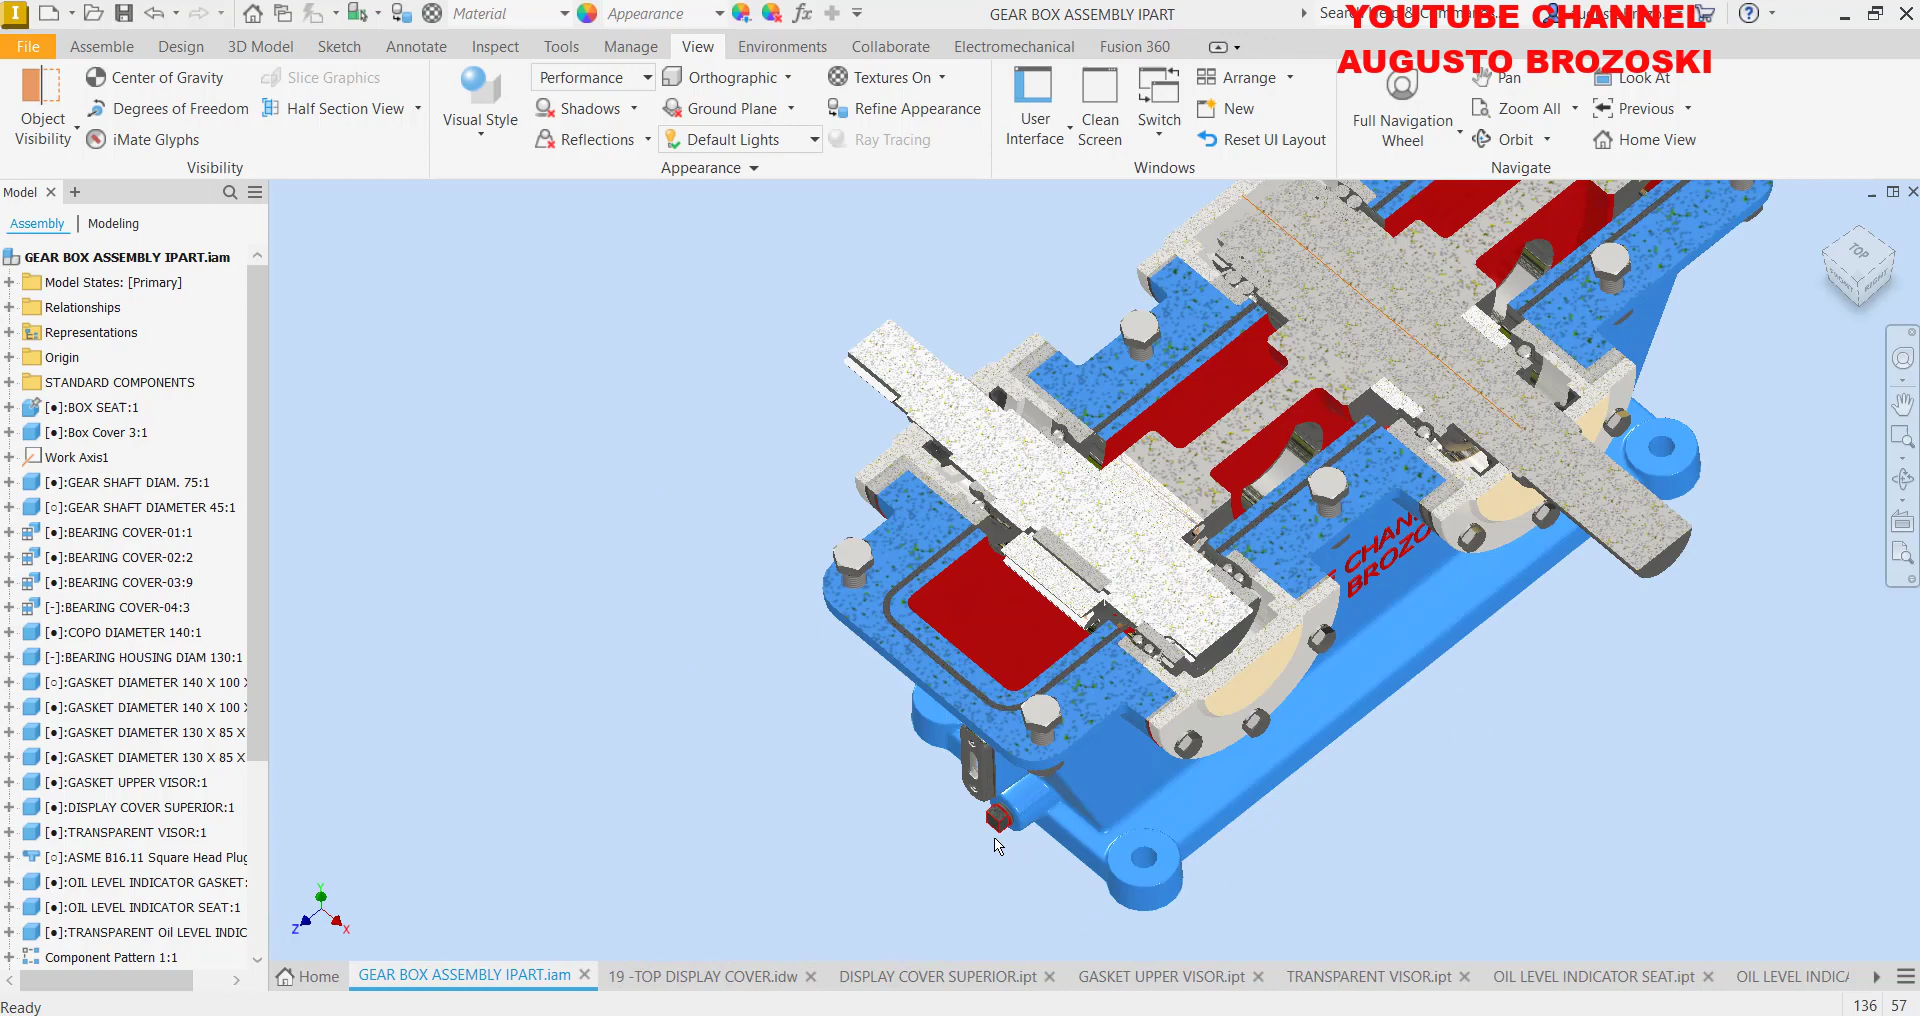 Material
Appearance
GEAR BOX ASSEMBLY IPART
YOUTUBE CHANNEL
AUGUSTO BROZOSKI
File
Assemble
Design
3D Model
Sketch
Annotate
Inspect
Tools
Manage
View
Environments
Collaborate
Electromechanical
Fusion 360
Object
Visibility
Center of Gravity
Degrees of Freedom
iMate Glyphs
Slice Graphics
Half Section View
Visibility
Visual Style
Performance
Shadows
Reflections
Orthographic
Ground Plane
Default Lights
Textures On
Refine Appearance
Ray Tracing
Appearance
User
Interface
Clean
Screen
Switch
Arrange
New
Reset UI Layout
Windows
Full Navigation
Wheel
Pan
Zoom All
Orbit
Look At
Previous
Home View
Navigate
Model
Assembly
Modeling
GEAR BOX ASSEMBLY IPART.iam
Model States: [Primary]
Relationships
Representations
Origin
STANDARD COMPONENTS
[●]:BOX SEAT:1
[●]:Box Cover 3:1
Work Axis1
[●]:GEAR SHAFT DIAM. 75:1
[○]:GEAR SHAFT DIAMETER 45:1
[●]:BEARING COVER-01:1
[●]:BEARING COVER-02:2
[●]:BEARING COVER-03:9
[-]:BEARING COVER-04:3
[●]:COPO DIAMETER 140:1
[-]:BEARING HOUSING DIAM 130:1
[○]:GASKET DIAMETER 140 X 100 X
[●]:GASKET DIAMETER 140 X 100 X
[●]:GASKET DIAMETER 130 X 85 X
[●]:GASKET DIAMETER 130 X 85 X
[●]:GASKET UPPER VISOR:1
[●]:DISPLAY COVER SUPERIOR:1
[●]:TRANSPARENT VISOR:1
[○]:ASME B16.11 Square Head Plug
[●]:OIL LEVEL INDICATOR GASKET:
[●]:OIL LEVEL INDICATOR SEAT:1
[●]:TRANSPARENT Oil LEVEL INDIC
Component Pattern 1:1
TOP
RIGHT
CHAN
BROZO
Y
Z
X
Home
GEAR BOX ASSEMBLY IPART.iam
19 -TOP DISPLAY COVER.idw
DISPLAY COVER SUPERIOR.ipt
GASKET UPPER VISOR.ipt
TRANSPARENT VISOR.ipt
OIL LEVEL INDICATOR SEAT.ipt
OIL LEVEL INDICA
Ready
136
57